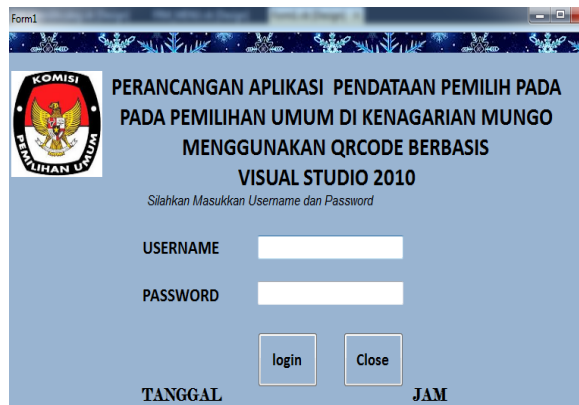 Form1
KOMISI
PEMILIHAN UMUM
PERANCANGAN APLIKASI PENDATAAN PEMILIH PADA
PADA PEMILIHAN UMUM DI KENAGARIAN MUNGO
MENGGUNAKAN QRCODE BERBASIS
VISUAL STUDIO 2010
Silahkan Masukkan Username dan Password
USERNAME
PASSWORD
login Close
TANGGAL JAM